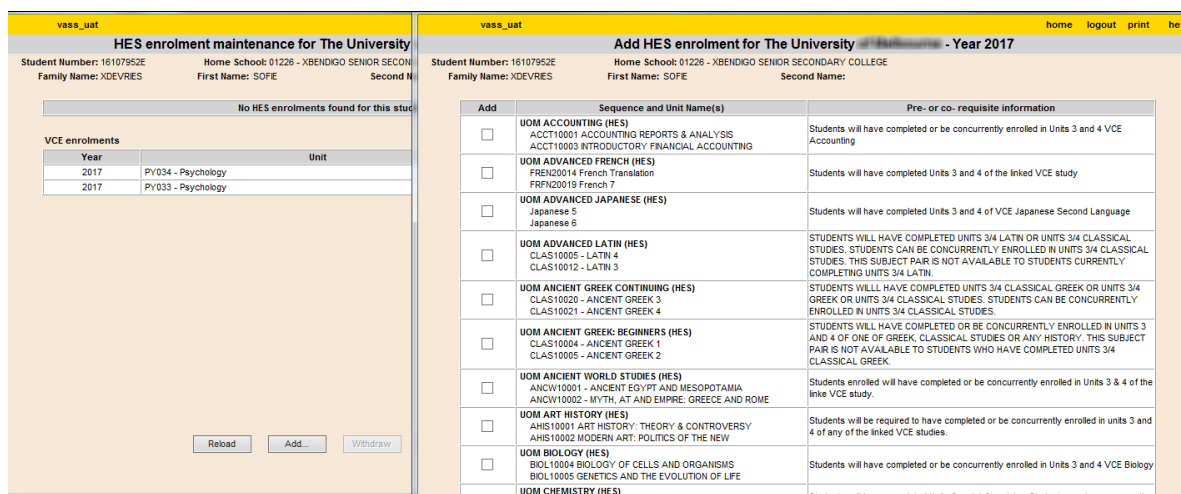 vass_uat
HES enrolment maintenance for The University
Student Number: 16107952E Home School: 01226 - XBENDIGO SENIOR SECON
Family Name: XDEVRIES First Name: SOFIE Second N
No HES enrolments found for this stud
VCE enrolments
Year Unit
2017 PY034 - Psychology
2017 PY033 - Psychology
Reload Add... Withdraw
vass_uat home logout print he
Add HES enrolment for The University - Year 2017
Student Number: 16107952E Home School: 01226 - XBENDIGO SENIOR SECONDARY COLLEGE
Family Name: XDEVRIES First Name: SOFIE Second Name:
Add Sequence and Unit Name(s) Pre- or co- requisite information
UOM ACCOUNTING (HES)
ACCT10001 ACCOUNTING REPORTS & ANALYSIS
ACCT10003 INTRODUCTORY FINANCIAL ACCOUNTING
Students will have completed or be concurrently enrolled in Units 3 and 4 VCE
Accounting
UOM ADVANCED FRENCH (HES)
FREN20014 French Translation
FRFN20019 French 7
Students will have completed Units 3 and 4 of the linked VCE study
UOM ADVANCED JAPANESE (HES)
Japanese 5
Japanese 6
Students will have completed Units 3 and 4 of VCE Japanese Second Language
UOM ADVANCED LATIN (HES)
CLAS10005 - LATIN 4
CLAS10012 - LATIN 3
STUDENTS WILL HAVE COMPLETED UNITS 3/4 LATIN OR UNITS 3/4 CLASSICAL
STUDIES. STUDENTS CAN BE CONCURRENTLY ENROLLED IN UNITS 3/4 CLASSICAL
STUDIES. THIS SUBJECT PAIR IS NOT AVAILABLE TO STUDENTS CURRENTLY
COMPLETING UNITS 3/4 LATIN.
UOM ANCIENT GREEK CONTINUING (HES)
CLAS10020 - ANCIENT GREEK 3
CLAS10021 - ANCIENT GREEK 4
STUDENTS WILLL HAVE COMPLETED UNITS 3/4 CLASSICAL GREEK OR UNITS 3/4
GREEK OR UNITS 3/4 CLASSICAL STUDIES. STUDENTS CAN BE CONCURRENTLY
ENROLLED IN UNITS 3/4 CLASSICAL STUDIES.
UOM ANCIENT GREEK: BEGINNERS (HES)
CLAS10004 - ANCIENT GREEK 1
CLAS10005 - ANCIENT GREEK 2
STUDENTS WILL HAVE COMPLETED OR BE CONCURRENTLY ENROLLED IN UNITS 3
AND 4 OF ONE OF GREEK, CLASSICAL STUDIES OR ANY HISTORY. THIS SUBJECT
PAIR IS NOT AVAILABLE TO STUDENTS WHO HAVE COMPLETED UNITS 3/4
CLASSICAL GREEK.
UOM ANCIENT WORLD STUDIES (HES)
ANCW10001 - ANCIENT EGYPT AND MESOPOTAMIA
ANCW10002 - MYTH, AT AND EMPIRE: GREECE AND ROME
Students enrolled will have completed or be concurrently enrolled in Units 3 & 4 of the
linke VCE study.
UOM ART HISTORY (HES)
AHIS10001 ART HISTORY: THEORY & CONTROVERSY
AHIS10002 MODERN ART: POLITICS OF THE NEW
Students will be required to have completed or be concurrently enrolled in units 3 and
4 of any of the linked VCE studies.
UOM BIOLOGY (HES)
BIOL10004 BIOLOGY OF CELLS AND ORGANISMS
BIOL10005 GENETICS AND THE EVOLUTION OF LIFE
Students will have completed or be concurrently enrolled in Units 3 and 4 VCE Biology
UOM CHEMISTRY (HES)